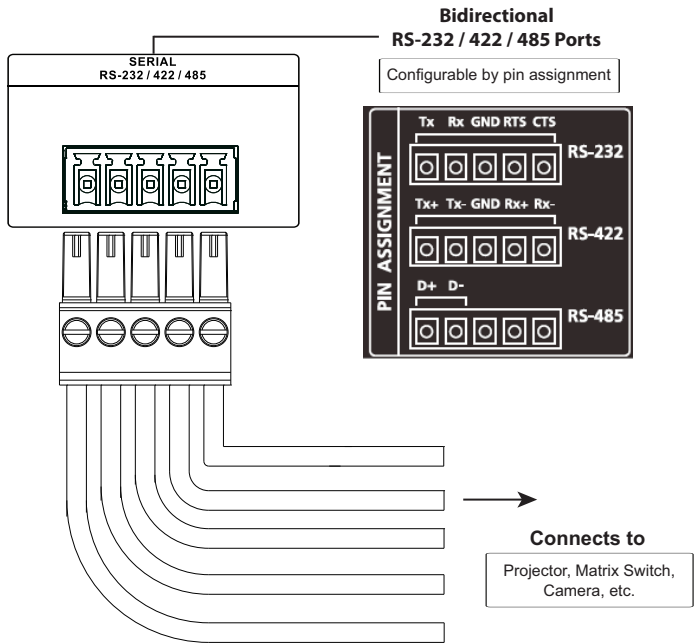 Bidirectional
RS-232 / 422 / 485 Ports
Configurable by pin assignment
SERIAL
RS-232 / 422 / 485
PIN ASSIGNMENT
Tx Rx GND RTS CTS
RS-232
Tx+ Tx- GND Rx+ Rx-
RS-422
D+ D-
RS-485
Connects to
Projector, Matrix Switch,
Camera, etc.